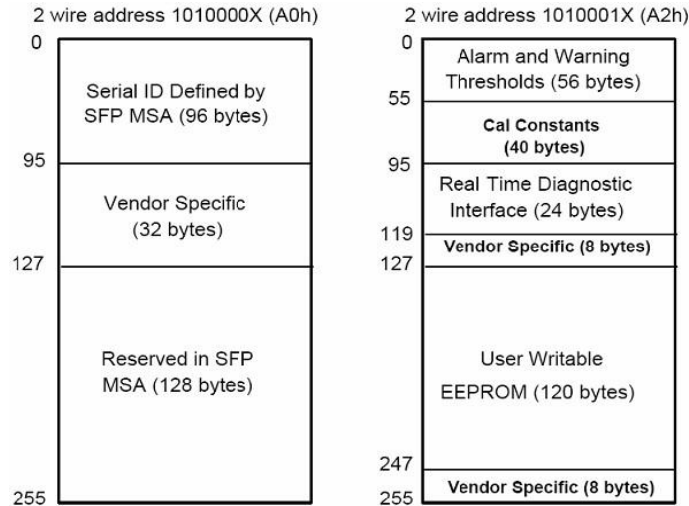 2 wire address 1010000X (A0h)
0
Serial ID Defined by
SFP MSA (96 bytes)
95
Vendor Specific
(32 bytes)
127
Reserved in SFP
MSA (128 bytes)
255
2 wire address 1010001X (A2h)
0
Alarm and Warning
Thresholds (56 bytes)
55
Cal Constants
(40 bytes)
95
Real Time Diagnostic
Interface (24 bytes)
119
Vendor Specific (8 bytes)
127
User Writable
EEPROM (120 bytes)
247
Vendor Specific (8 bytes)
255